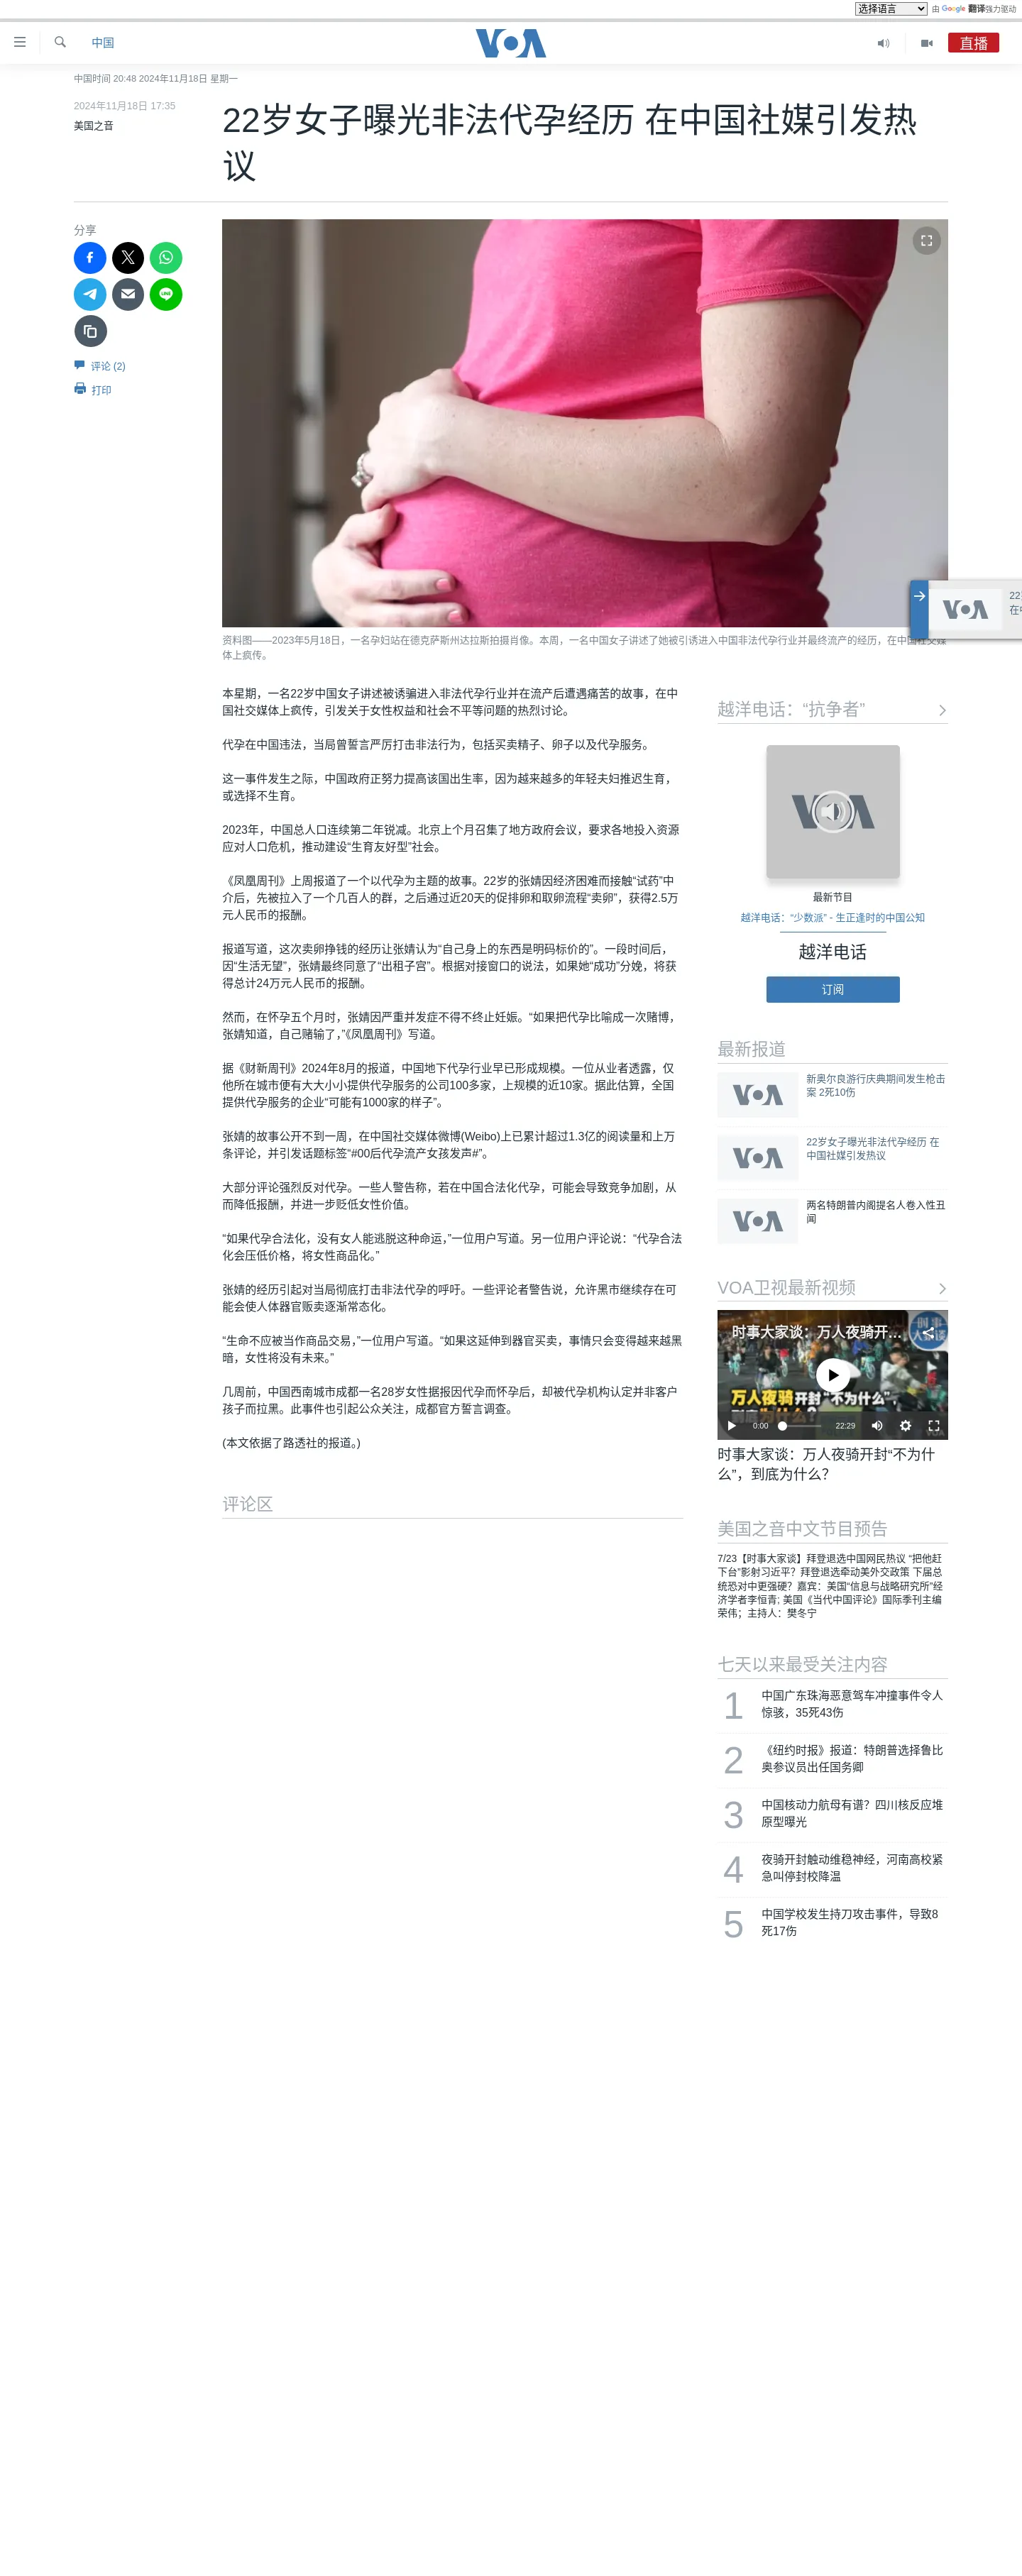 选择语言
由 Google 翻译强力驱动
中国
VOA
直播
中国时间 20:48 2024年11月18日 星期一
2024年11月18日 17:35
美国之音
22岁女子曝光非法代孕经历 在中国社媒引发热
议
分享
评论 (2)
打印
22
在中
资料图——2023年5月18日，一名孕妇站在德克萨斯州达拉斯拍摄肖像。本周，一名中国女子讲述了她被引诱进入中国非法代孕行业并最终流产的经历，在中国社交媒
体上疯传。
本星期，一名22岁中国女子讲述被诱骗进入非法代孕行业并在流产后遭遇痛苦的故事，在中
国社交媒体上疯传，引发关于女性权益和社会不平等问题的热烈讨论。
代孕在中国违法，当局曾誓言严厉打击非法行为，包括买卖精子、卵子以及代孕服务。
这一事件发生之际，中国政府正努力提高该国出生率，因为越来越多的年轻夫妇推迟生育，
或选择不生育。
2023年，中国总人口连续第二年锐减。北京上个月召集了地方政府会议，要求各地投入资源
应对人口危机，推动建设“生育友好型”社会。
《凤凰周刊》上周报道了一个以代孕为主题的故事。22岁的张婧因经济困难而接触“试药”中
介后，先被拉入了一个几百人的群，之后通过近20天的促排卵和取卵流程“卖卵”，获得2.5万
元人民币的报酬。
报道写道，这次卖卵挣钱的经历让张婧认为“自己身上的东西是明码标价的”。一段时间后，
因“生活无望”，张婧最终同意了“出租子宫”。根据对接窗口的说法，如果她“成功”分娩，将获
得总计24万元人民币的报酬。
然而，在怀孕五个月时，张婧因严重并发症不得不终止妊娠。“如果把代孕比喻成一次赌博，
张婧知道，自己赌输了，”《凤凰周刊》写道。
据《财新周刊》2024年8月的报道，中国地下代孕行业早已形成规模。一位从业者透露，仅
他所在城市便有大大小小提供代孕服务的公司100多家，上规模的近10家。据此估算，全国
提供代孕服务的企业“可能有1000家的样子”。
张婧的故事公开不到一周，在中国社交媒体微博(Weibo)上已累计超过1.3亿的阅读量和上万
条评论，并引发话题标签“#00后代孕流产女孩发声#”。
大部分评论强烈反对代孕。一些人警告称，若在中国合法化代孕，可能会导致竞争加剧，从
而降低报酬，并进一步贬低女性价值。
“如果代孕合法化，没有女人能逃脱这种命运，”一位用户写道。另一位用户评论说：“代孕合法
化会压低价格，将女性商品化。”
张婧的经历引起对当局彻底打击非法代孕的呼吁。一些评论者警告说，允许黑市继续存在可
能会使人体器官贩卖逐渐常态化。
“生命不应被当作商品交易，”一位用户写道。“如果这延伸到器官买卖，事情只会变得越来越黑
暗，女性将没有未来。”
几周前，中国西南城市成都一名28岁女性据报因代孕而怀孕后，却被代孕机构认定并非客户
孩子而拉黑。此事件也引起公众关注，成都官方誓言调查。
(本文依据了路透社的报道。)
评论区
越洋电话：“抗争者”
VOA
最新节目
越洋电话：“少数派” - 生正逢时的中国公知
越洋电话
订阅
最新报道
VOA
新奥尔良游行庆典期间发生枪击
案 2死10伤
VOA
22岁女子曝光非法代孕经历 在
中国社媒引发热议
VOA
两名特朗普内阁提名人卷入性丑
闻
VOA卫视最新视频
时事大家谈：万人夜骑开...
万人夜骑开封“不为什么”，
到底为什么？
0:00
22:29
时事大家谈：万人夜骑开封“不为什
么”，到底为什么？
美国之音中文节目预告
7/23【时事大家谈】拜登退选中国网民热议 “把他赶
下台”影射习近平？拜登退选牵动美外交政策 下届总
统恐对中更强硬？嘉宾：美国“信息与战略研究所”经
济学者李恒青; 美国《当代中国评论》国际季刊主编
荣伟；主持人：樊冬宁
七天以来最受关注内容
1
中国广东珠海恶意驾车冲撞事件令人
惊骇，35死43伤
2
《纽约时报》报道：特朗普选择鲁比
奥参议员出任国务卿
3
中国核动力航母有谱？四川核反应堆
原型曝光
4
夜骑开封触动维稳神经，河南高校紧
急叫停封校降温
5
中国学校发生持刀攻击事件，导致8
死17伤